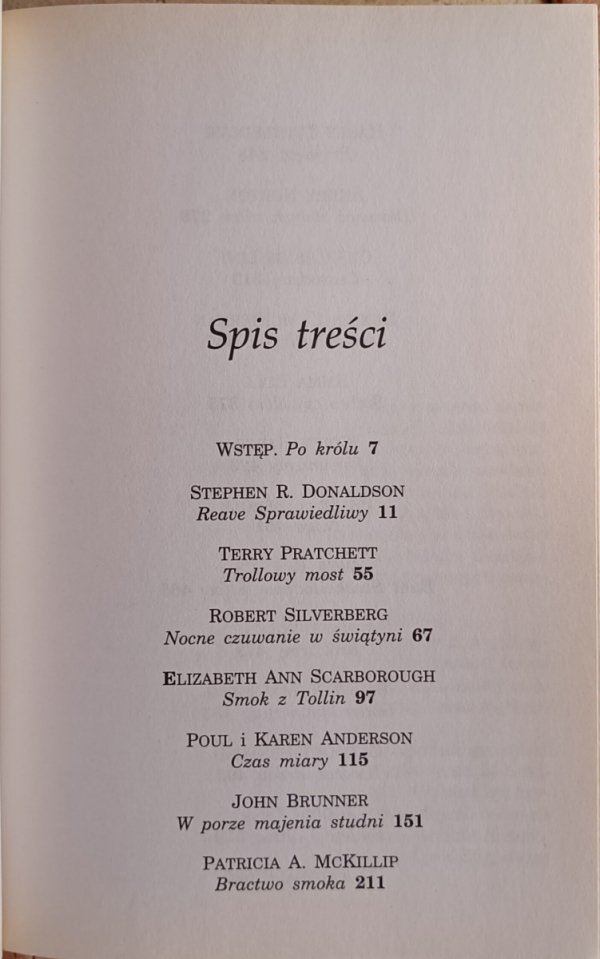 Spis treści
WSTĘP. Po królu 7
STEPHEN R. DONALDSON
Reave Sprawiedliwy 11
TERRY PRATCHETT
Trollowy most 55
ROBERT SILVERBERG
Nocne czuwanie w świątyni 67
ELIZABETH ANN SCARBOROUGH
Smok z Tollin 97
POUL i KAREN ANDERSON
Czas miary 115
JOHN BRUNNER
W porze majenia studni 151
PATRICIA A. MCKILLIP
Bractwo smoka 211